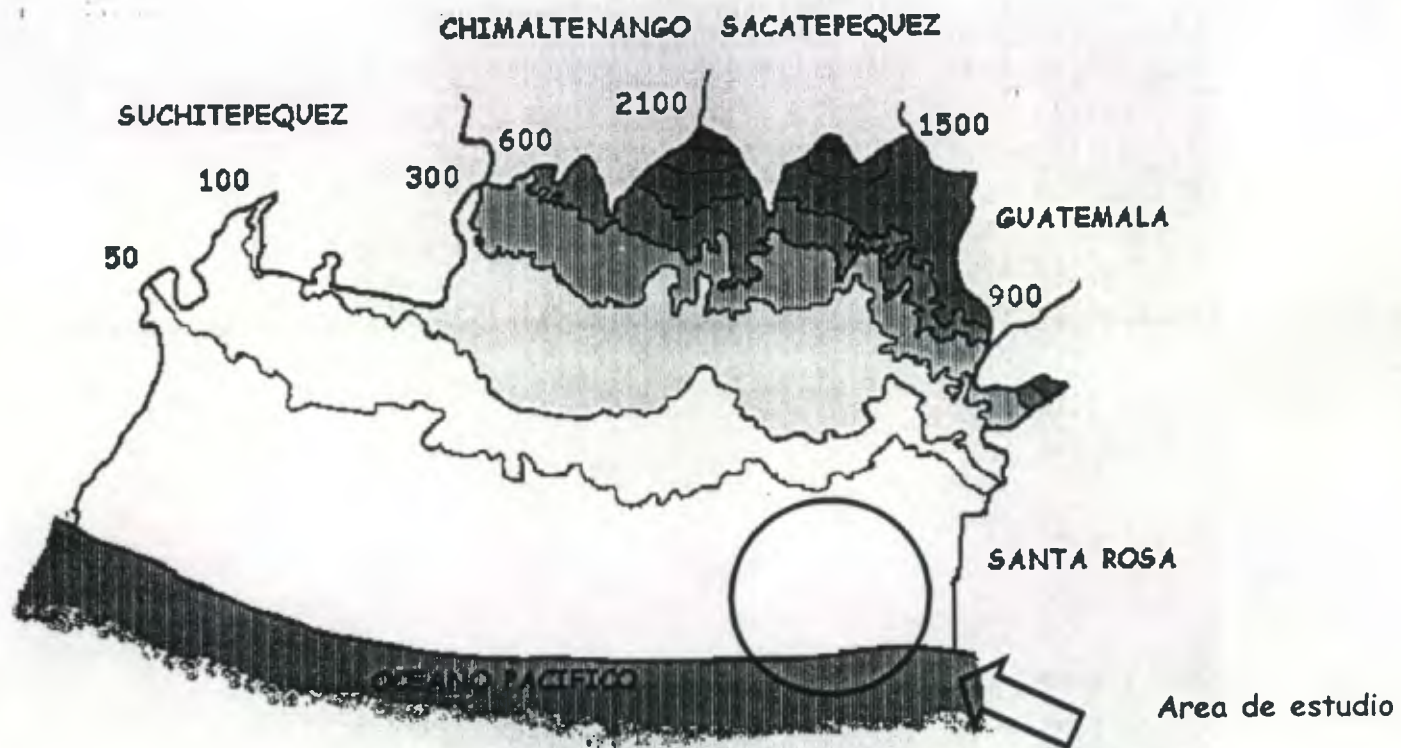 CHIMALTENANGO SACATEPEQUEZ
SUCHITEPEQUEZ
2100
1500
600
100
300
GUATEMALA
50
900
SANTA ROSA
OCEANO PACIFICO
Area de estudio